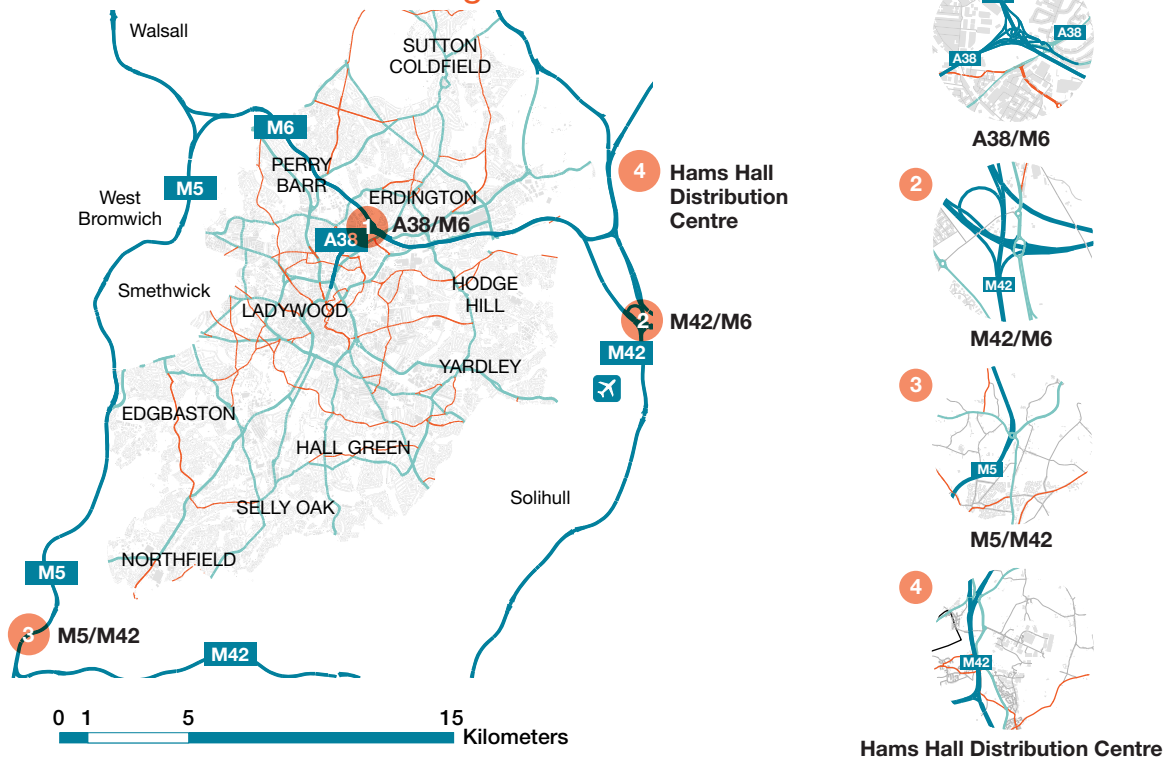 Walsall
SUTTON
COLDFIELD
M6
PERRY
BARR
M5
West
Bromwich
ERDINGTON
1
A38/M6
A38
4
Hams Hall
Distribution
Centre
Smethwick
HODGE
HILL
LADYWOOD
2
M42/M6
M42
YARDLEY
EDGBASTON
HALL GREEN
Solihull
SELLY OAK
NORTHFIELD
M5
3
M5/M42
M42
0 1 5 15
Kilometers
A38
A38
A38/M6
2
M42
M42/M6
3
M5
M5/M42
4
M42
Hams Hall Distribution Centre